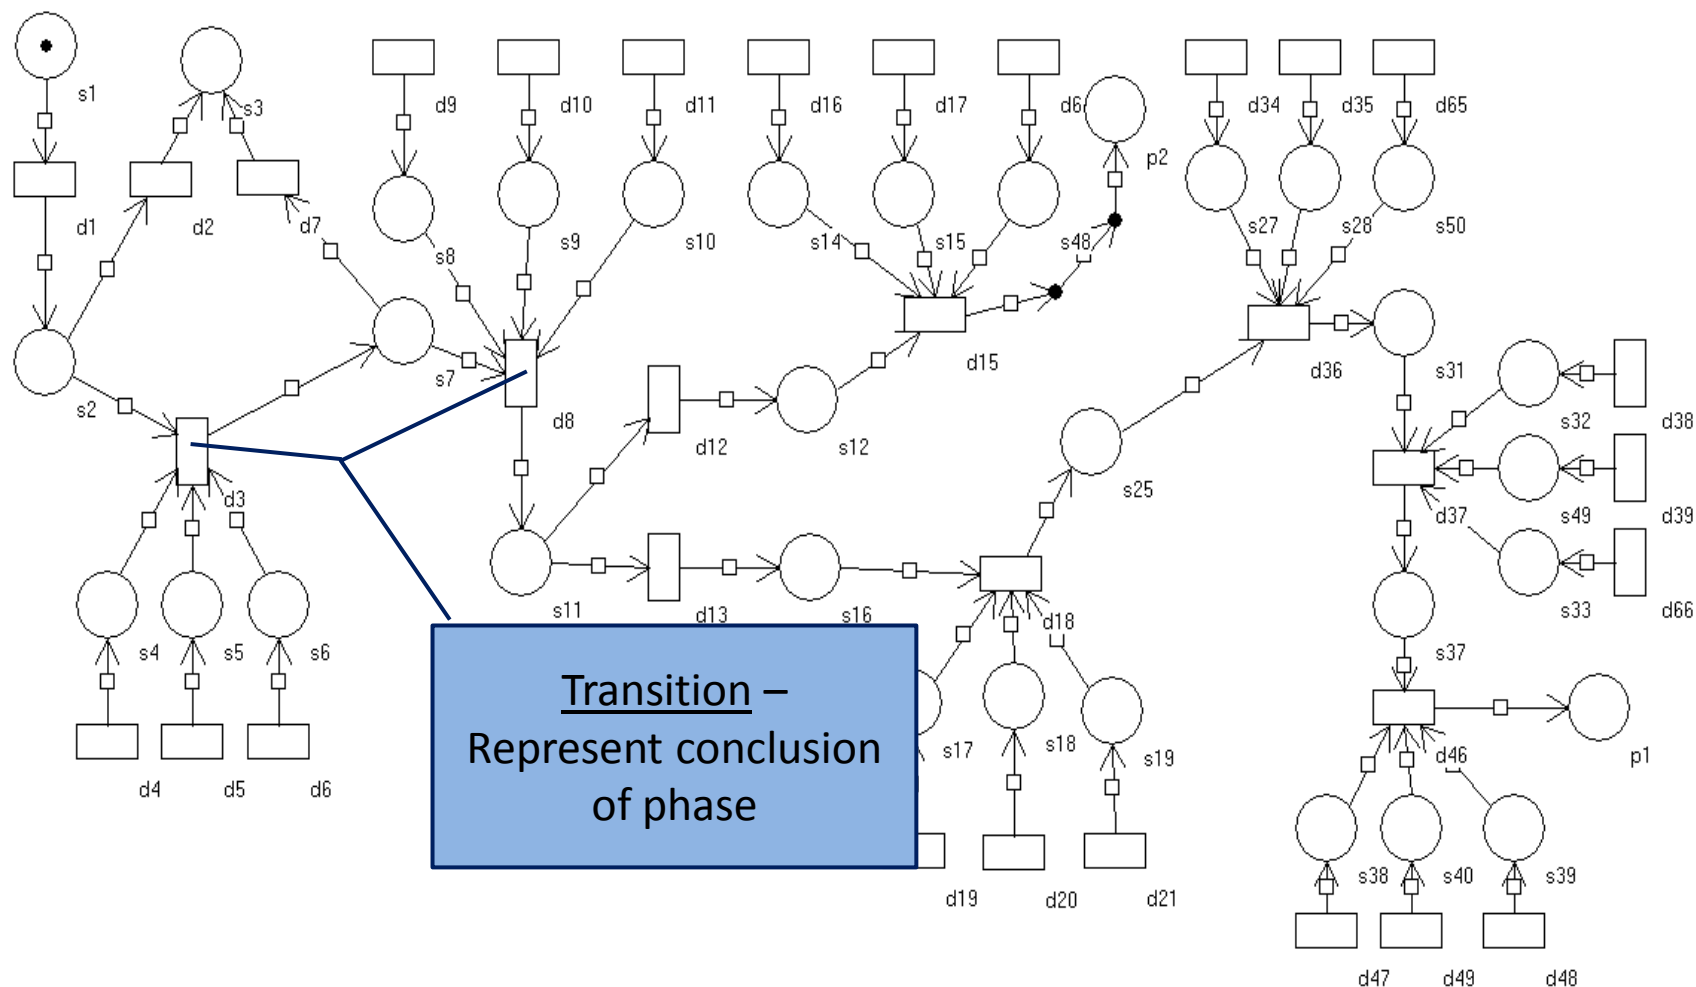 s1
s3
d9
d10
d11
d16
d17
d6
p2
d34
d35
d65
d1
d2
d7
s8
s9
s10
s14
s15
s48
s27
s28
s50
s2
s7
d8
d12
s12
d15
d36
s31
s32
d38
d3
s25
d37
s49
d39
s11
d13
s16
d18
s33
d66
s4
s5
s6
s37
Transition –
Represent conclusion
of phase
s17
s18
s19
d46
p1
d4
d5
d6
d19
d20
d21
s38
s40
s39
d47
d49
d48